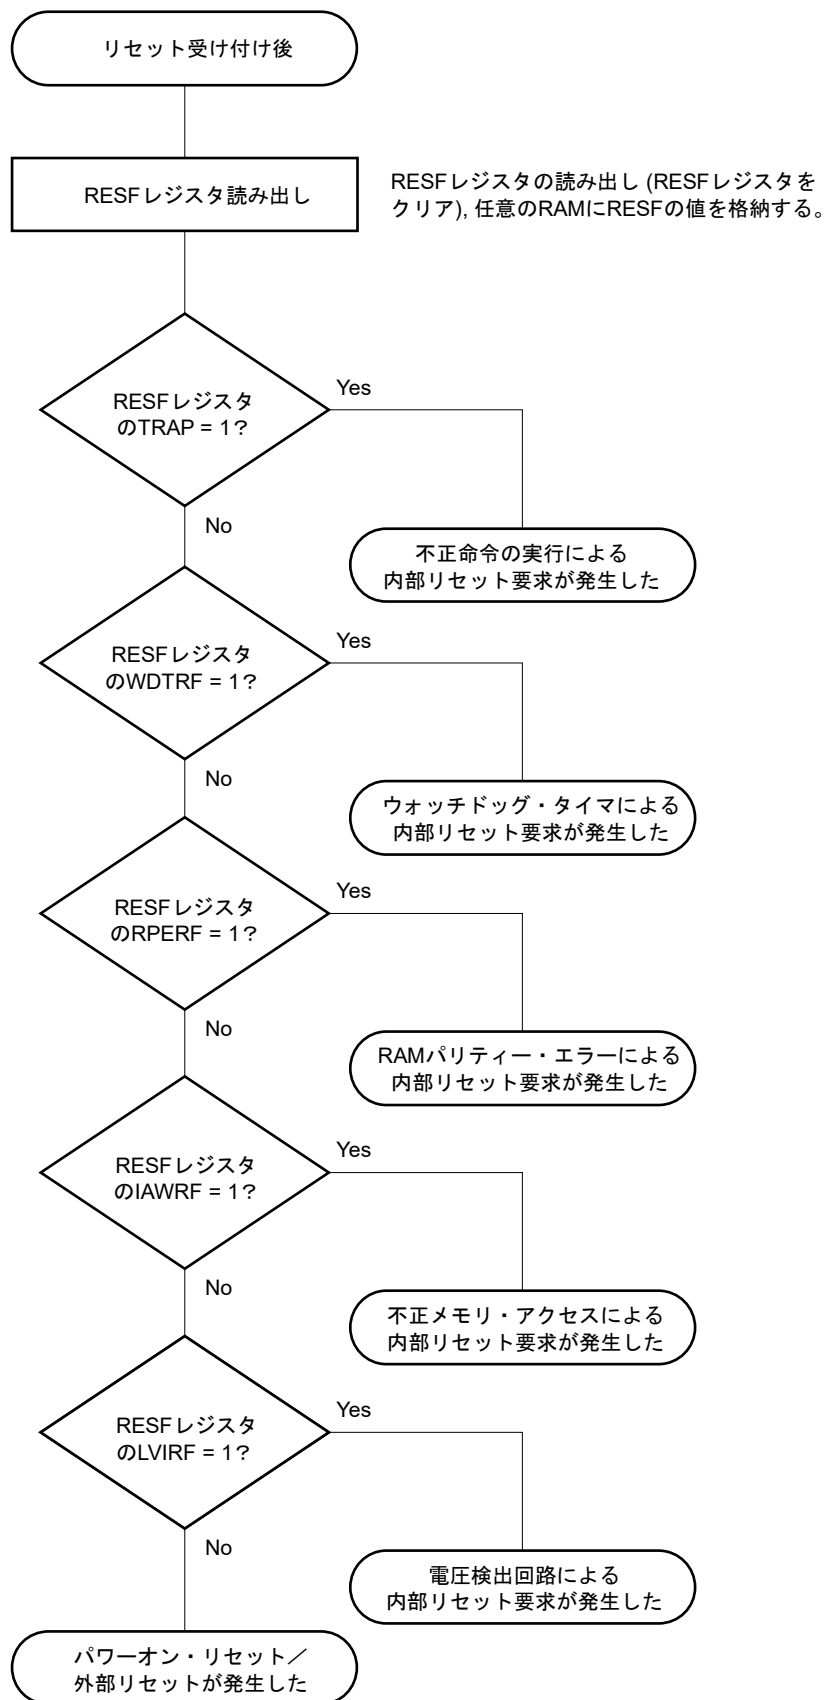 リセット受け付け後
RESFレジスタ読み出し
RESFレジスタの読み出し (RESFレジスタを
クリア), 任意のRAMにRESFの値を格納する。
RESFレジスタ
のTRAP = 1?
Yes
No
不正命令の実行による
内部リセット要求が発生した
RESFレジスタ
のWDTRF = 1?
Yes
No
ウォッチドッグ・タイマによる
内部リセット要求が発生した
RESFレジスタ
のRPERF = 1?
Yes
No
RAMパリティー・エラーによる
内部リセット要求が発生した
RESFレジスタ
のIAWRF = 1?
Yes
No
不正メモリ・アクセスによる
内部リセット要求が発生した
RESFレジスタ
のLVIRF = 1?
Yes
No
電圧検出回路による
内部リセット要求が発生した
パワーオン・リセット／
外部リセットが発生した